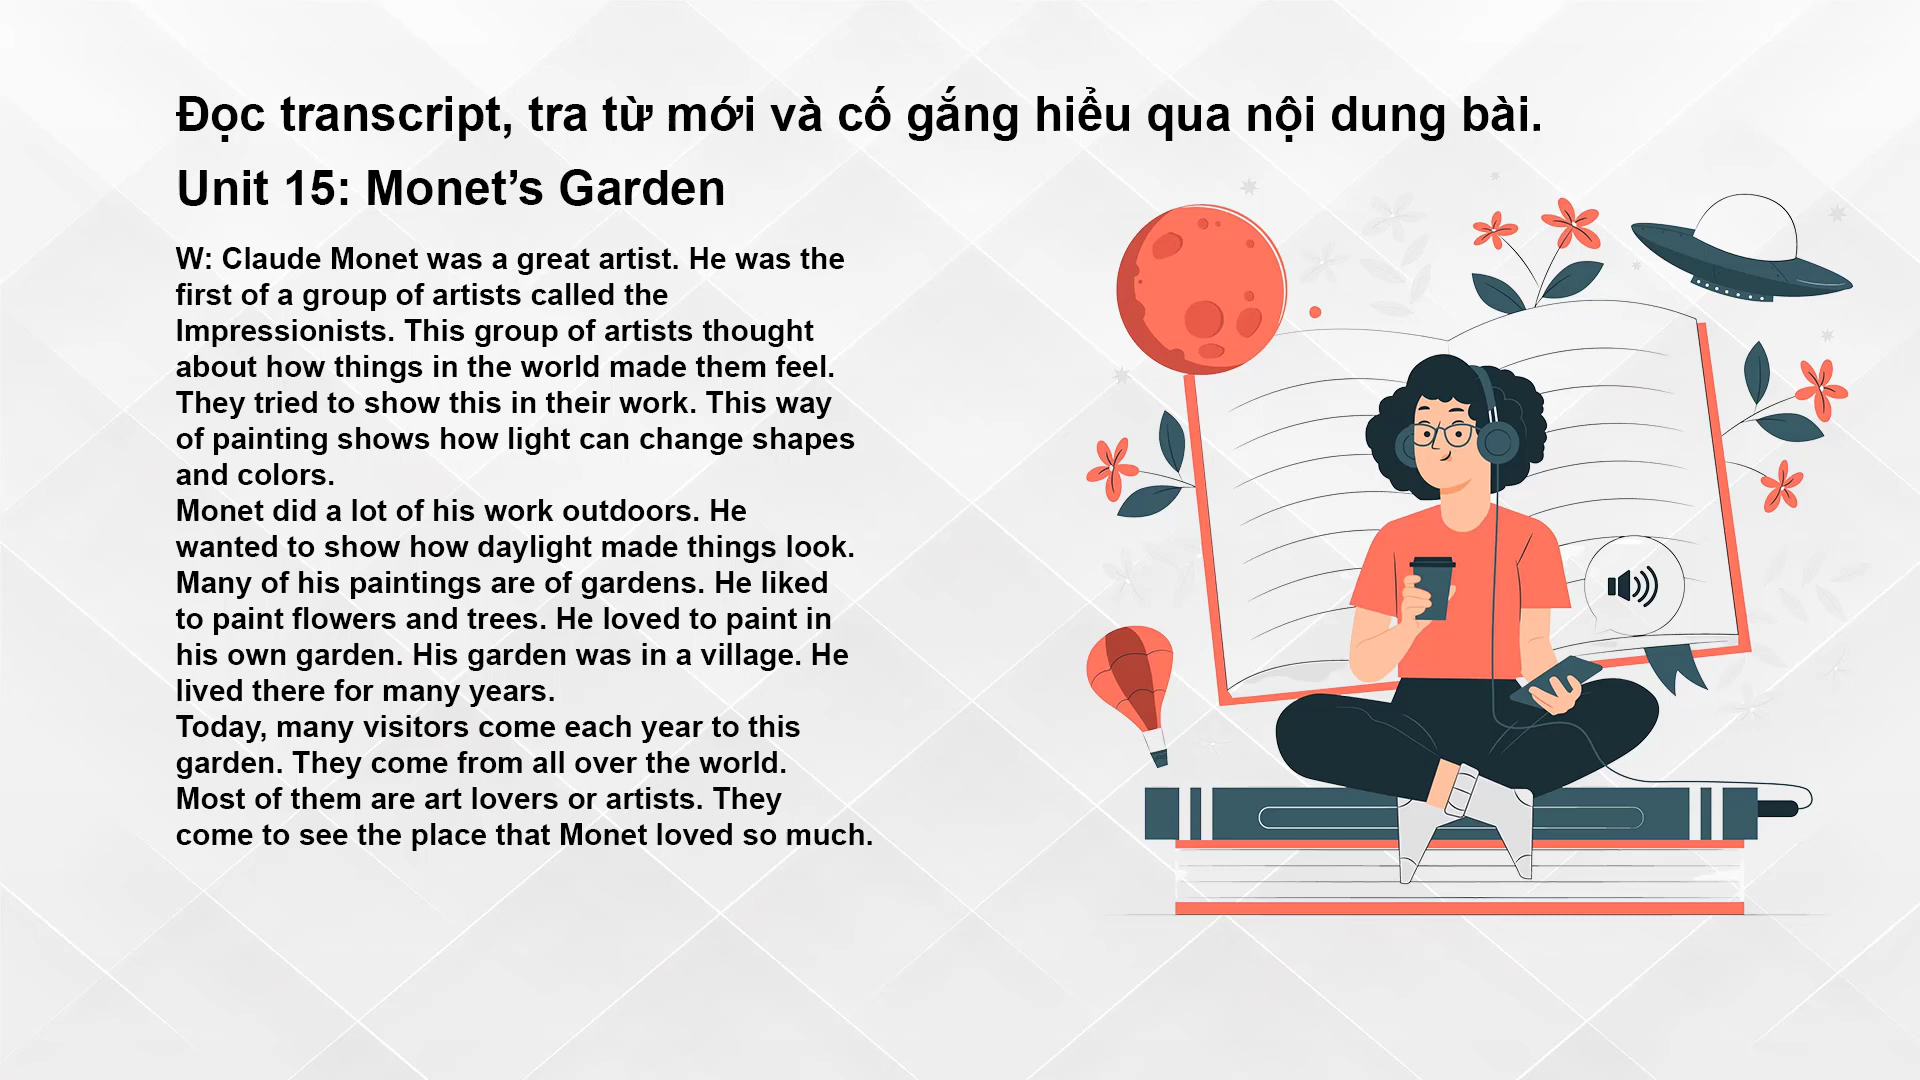 Đọc transcript, tra từ mới và cố gắng hiểu qua nội dung bài.
Unit 15: Monet’s Garden
W: Claude Monet was a great artist. He was the
first of a group of artists called the
Impressionists. This group of artists thought
about how things in the world made them feel.
They tried to show this in their work. This way
of painting shows how light can change shapes
and colors.
Monet did a lot of his work outdoors. He
wanted to show how daylight made things look.
Many of his paintings are of gardens. He liked
to paint flowers and trees. He loved to paint in
his own garden. His garden was in a village. He
lived there for many years.
Today, many visitors come each year to this
garden. They come from all over the world.
Most of them are art lovers or artists. They
come to see the place that Monet loved so much.